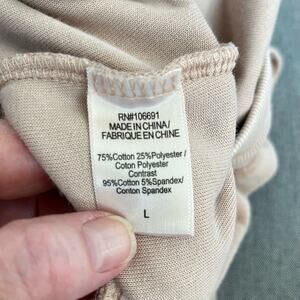 RN#106691
MADE IN CHINA/
FABRIQUE EN CHINE
75%Cotton 25%Polyester/
Coton Polyester
Contrast
95%Cotton 5%Spandex/
Conton Spandex
L